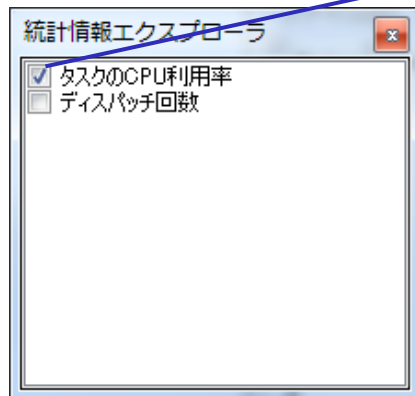 統計情報エクスプローラ
タスクのCPU利用率
ディスパッチ回数